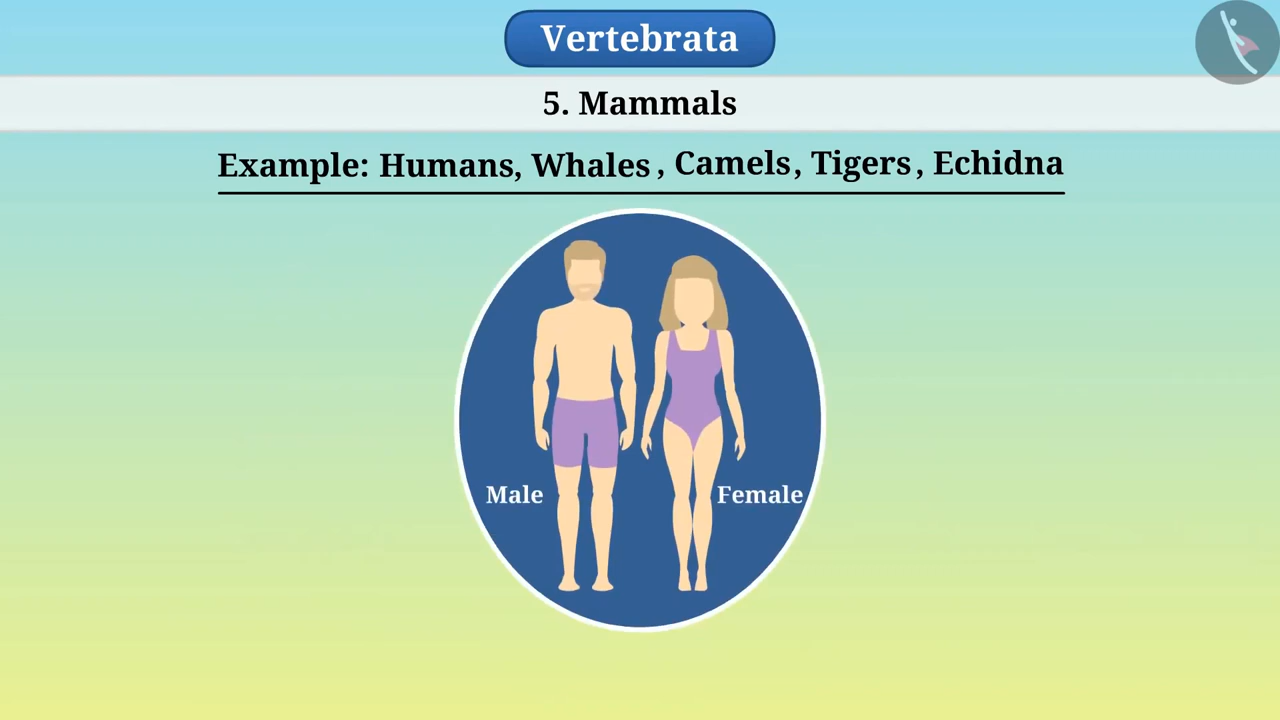 Vertebrata
5. Mammals
Example: Humans, Whales , Camels, Tigers , Echidna
Male
Female